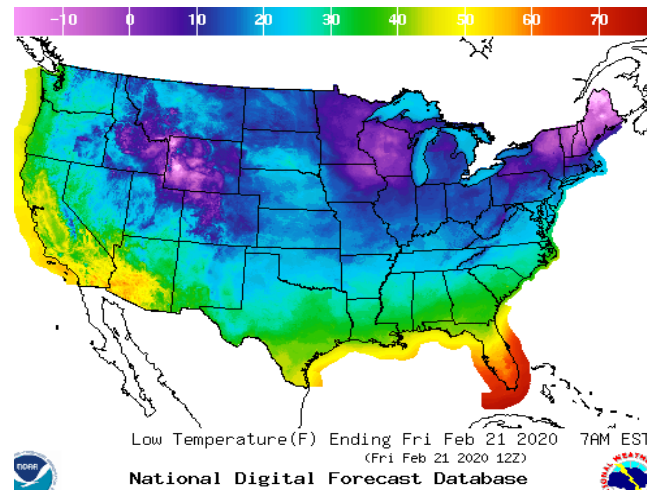 -10 0 10 20 30 40 50 60 70
Low Temperature(F) Ending Fri Feb 21 2020 7AM EST
(Fri Feb 21 2020 12Z)
National Digital Forecast Database
NOAA